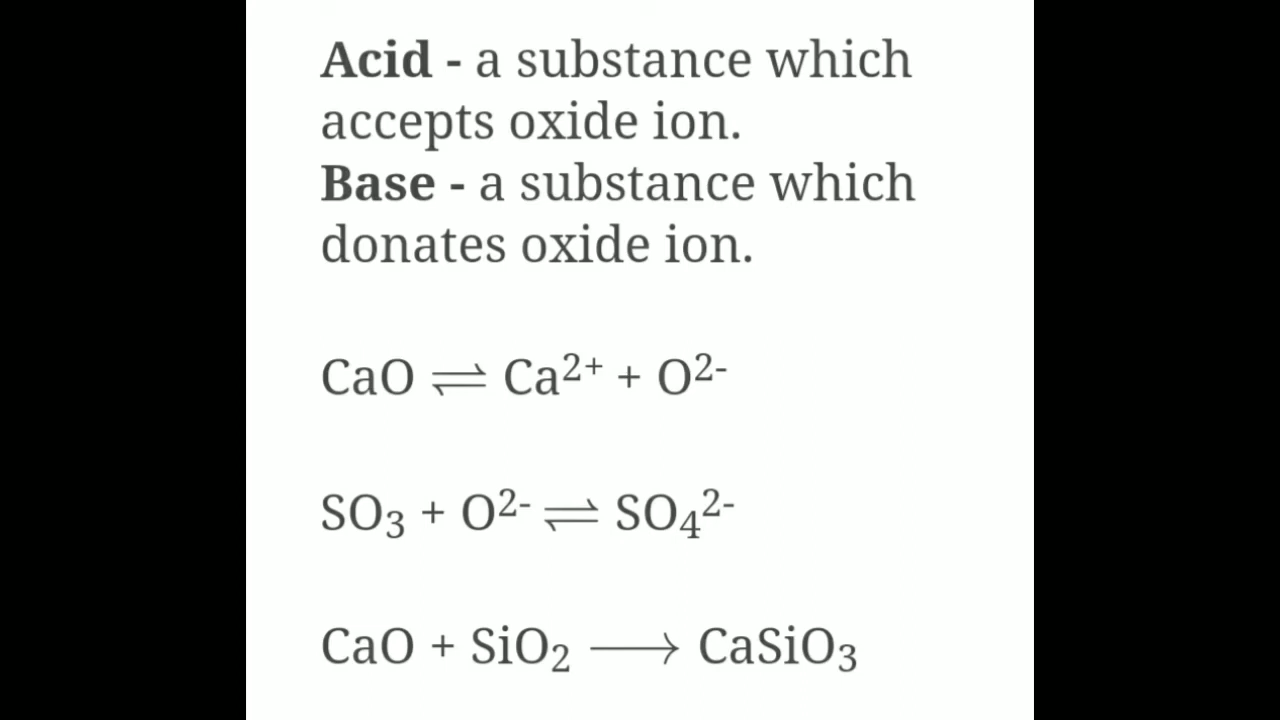 Acid - a substance which
accepts oxide ion.
Base - a substance which
donates oxide ion.
CaO ⇌ Ca²⁺ + O²⁻
SO₃ + O²⁻ ⇌ SO₄²⁻
CaO + SiO₂ ⟶ CaSiO₃